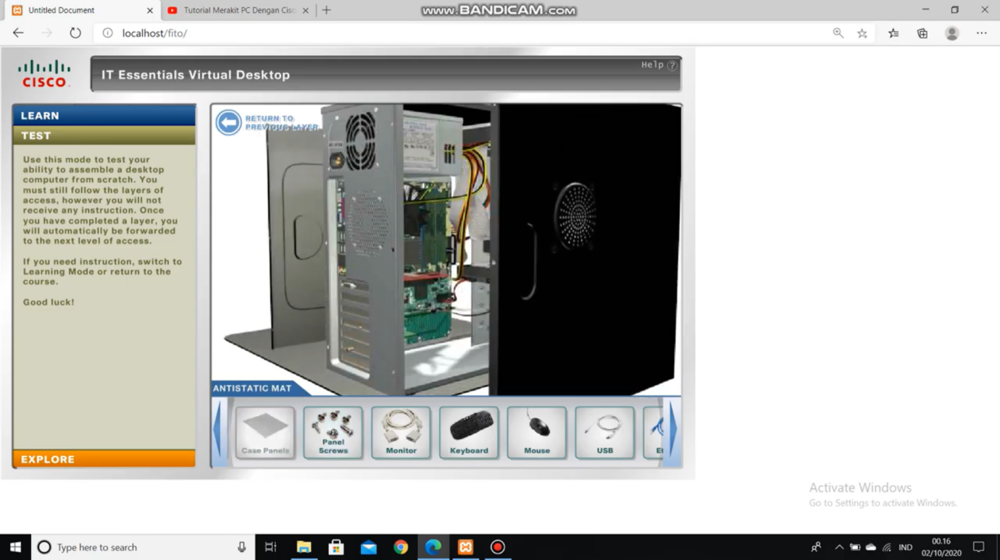 Untitled Document
Tutorial Merakit PC Dengan Cisc
www.BANDICAM.com
localhost/fito/
CISCO
IT Essentials Virtual Desktop
Help ?
LEARN
TEST
Use this mode to test your
ability to assemble a desktop
computer from scratch. You
must still follow the layers of
access, however you will not
receive any instruction. Once
you have completed a layer, you
will automatically be forwarded
to the next level of access.
If you need instruction, switch to
Learning Mode or return to the
course.
Good luck!
EXPLORE
RETURN TO
PREVIOUS LAYER
ANTISTATIC MAT
Case Panels
Panel
Screws
Monitor
Keyboard
Mouse
USB
Et
Activate Windows
Go to Settings to activate Windows.
Type here to search
IND
00.16
02/10/2020